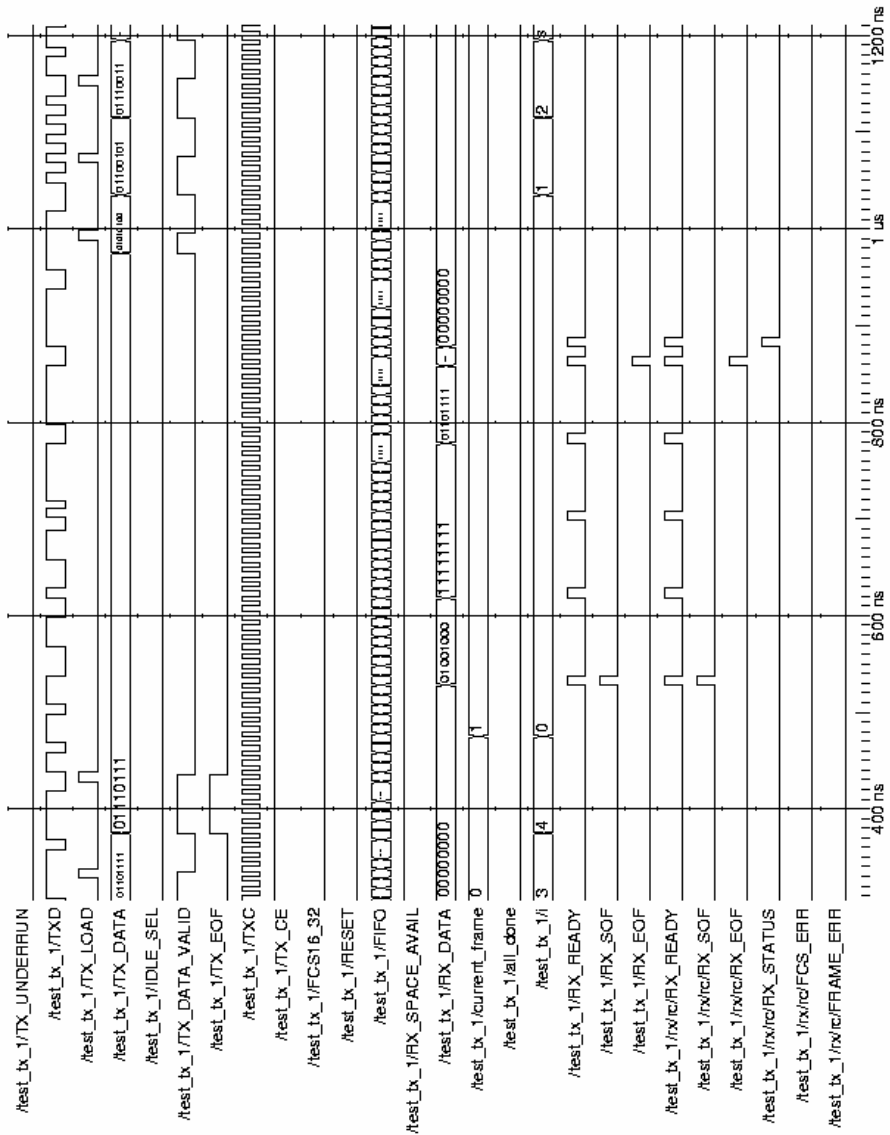 /test_tx_1/TX_UNDERRUN
/test_tx_1/TXD
/test_tx_1/TX_LOAD
/test_tx_1/TX_DATA 01101111 01110111 01010100 01100101 01110011 -
/test_tx_1/IDLE_SEL
/test_tx_1/TX_DATA_VALID
/test_tx_1/TX_EOF
/test_tx_1/TXC
/test_tx_1/TX_CE
/test_tx_1/FCS16_32
/test_tx_1/RESET
/test_tx_1/FIFO
/test_tx_1/RX_SPACE_AVAIL
/test_tx_1/RX_DATA 00000000 01001000 11111111 01101111 - 00000000
/test_tx_1/current_frame 0 1
/test_tx_1/all_done
/test_tx_1/i 3 4 0 1 2 3
/test_tx_1/RX_READY
/test_tx_1/RX_SOF
/test_tx_1/RX_EOF
/test_tx_1/rx/rc/RX_READY
/test_tx_1/rx/rc/RX_SOF
/test_tx_1/rx/rc/RX_EOF
/test_tx_1/rx/rc/RX_STATUS
/test_tx_1/rx/rc/FCS_ERR
/test_tx_1/rx/rc/FRAME_ERR
400 ns 600 ns 800 ns 1 us 1200 ns